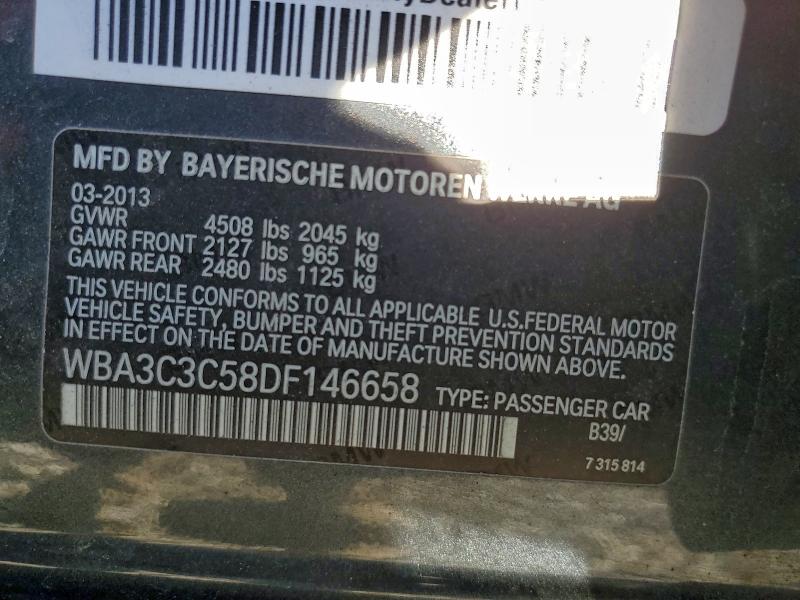 MFD BY BAYERISCHE MOTOREN WERKE AG
03-2013
GVWR 4508 lbs 2045 kg
GAWR FRONT 2127 lbs 965 kg
GAWR REAR 2480 lbs 1125 kg
THIS VEHICLE CONFORMS TO ALL APPLICABLE U.S.FEDERAL MOTOR
VEHICLE SAFETY, BUMPER AND THEFT PREVENTION STANDARDS
IN EFFECT ON THE DATE OF MANUFACTURE SHOWN ABOVE.
WBA3C3C58DF146658 TYPE: PASSENGER CAR
B39/
7 315 814